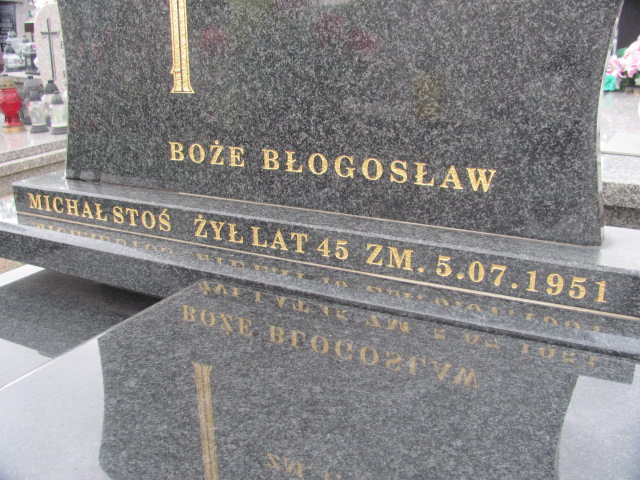 BOŻE BŁOGOSŁAW
MICHAŁ STOŚ ŻYŁ LAT 45 ZM. 5.07.1951